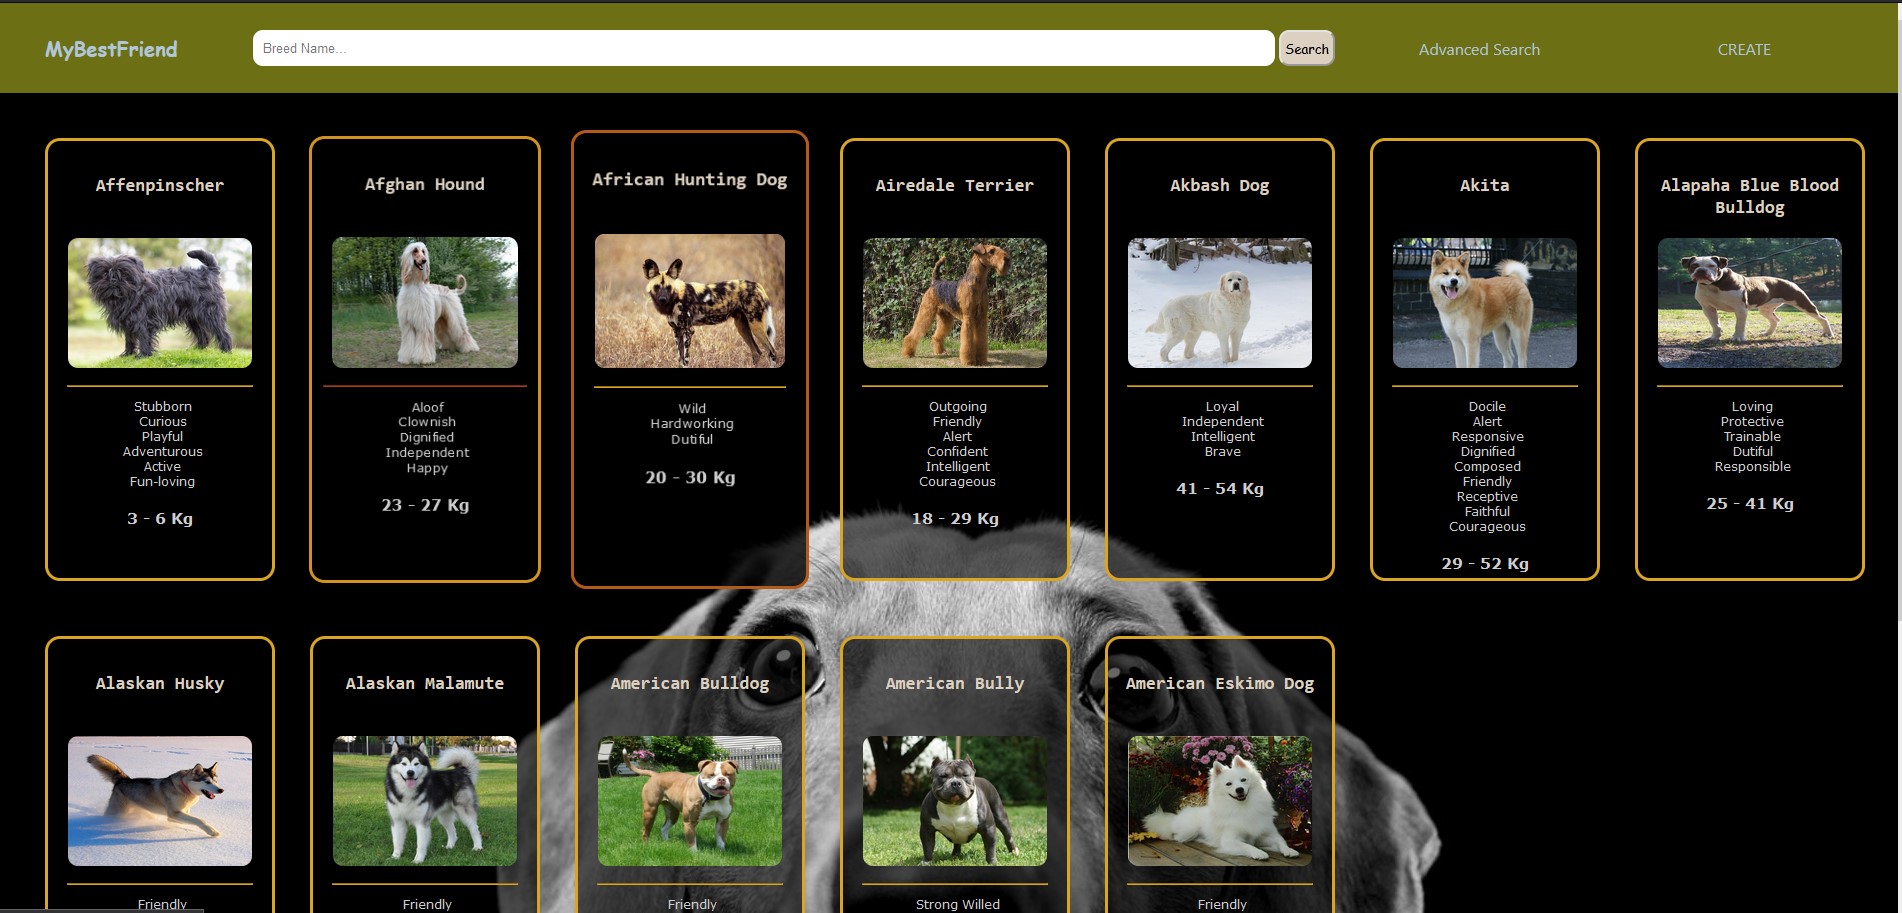 MyBestFriend
Breed Name...
Search
Advanced Search
CREATE
Affenpinscher
Stubborn
Curious
Playful
Adventurous
Active
Fun-loving
3 - 6 Kg
Afghan Hound
Aloof
Clownish
Dignified
Independent
Happy
23 - 27 Kg
African Hunting Dog
Wild
Hardworking
Dutiful
20 - 30 Kg
Airedale Terrier
Outgoing
Friendly
Alert
Confident
Intelligent
Courageous
18 - 29 Kg
Akbash Dog
Loyal
Independent
Intelligent
Brave
41 - 54 Kg
Akita
Docile
Alert
Responsive
Dignified
Composed
Friendly
Receptive
Faithful
Courageous
29 - 52 Kg
Alapaha Blue Blood
Bulldog
Loving
Protective
Trainable
Dutiful
Responsible
25 - 41 Kg
Alaskan Husky
Friendly
Alaskan Malamute
Friendly
American Bulldog
Friendly
American Bully
Strong Willed
American Eskimo Dog
Friendly